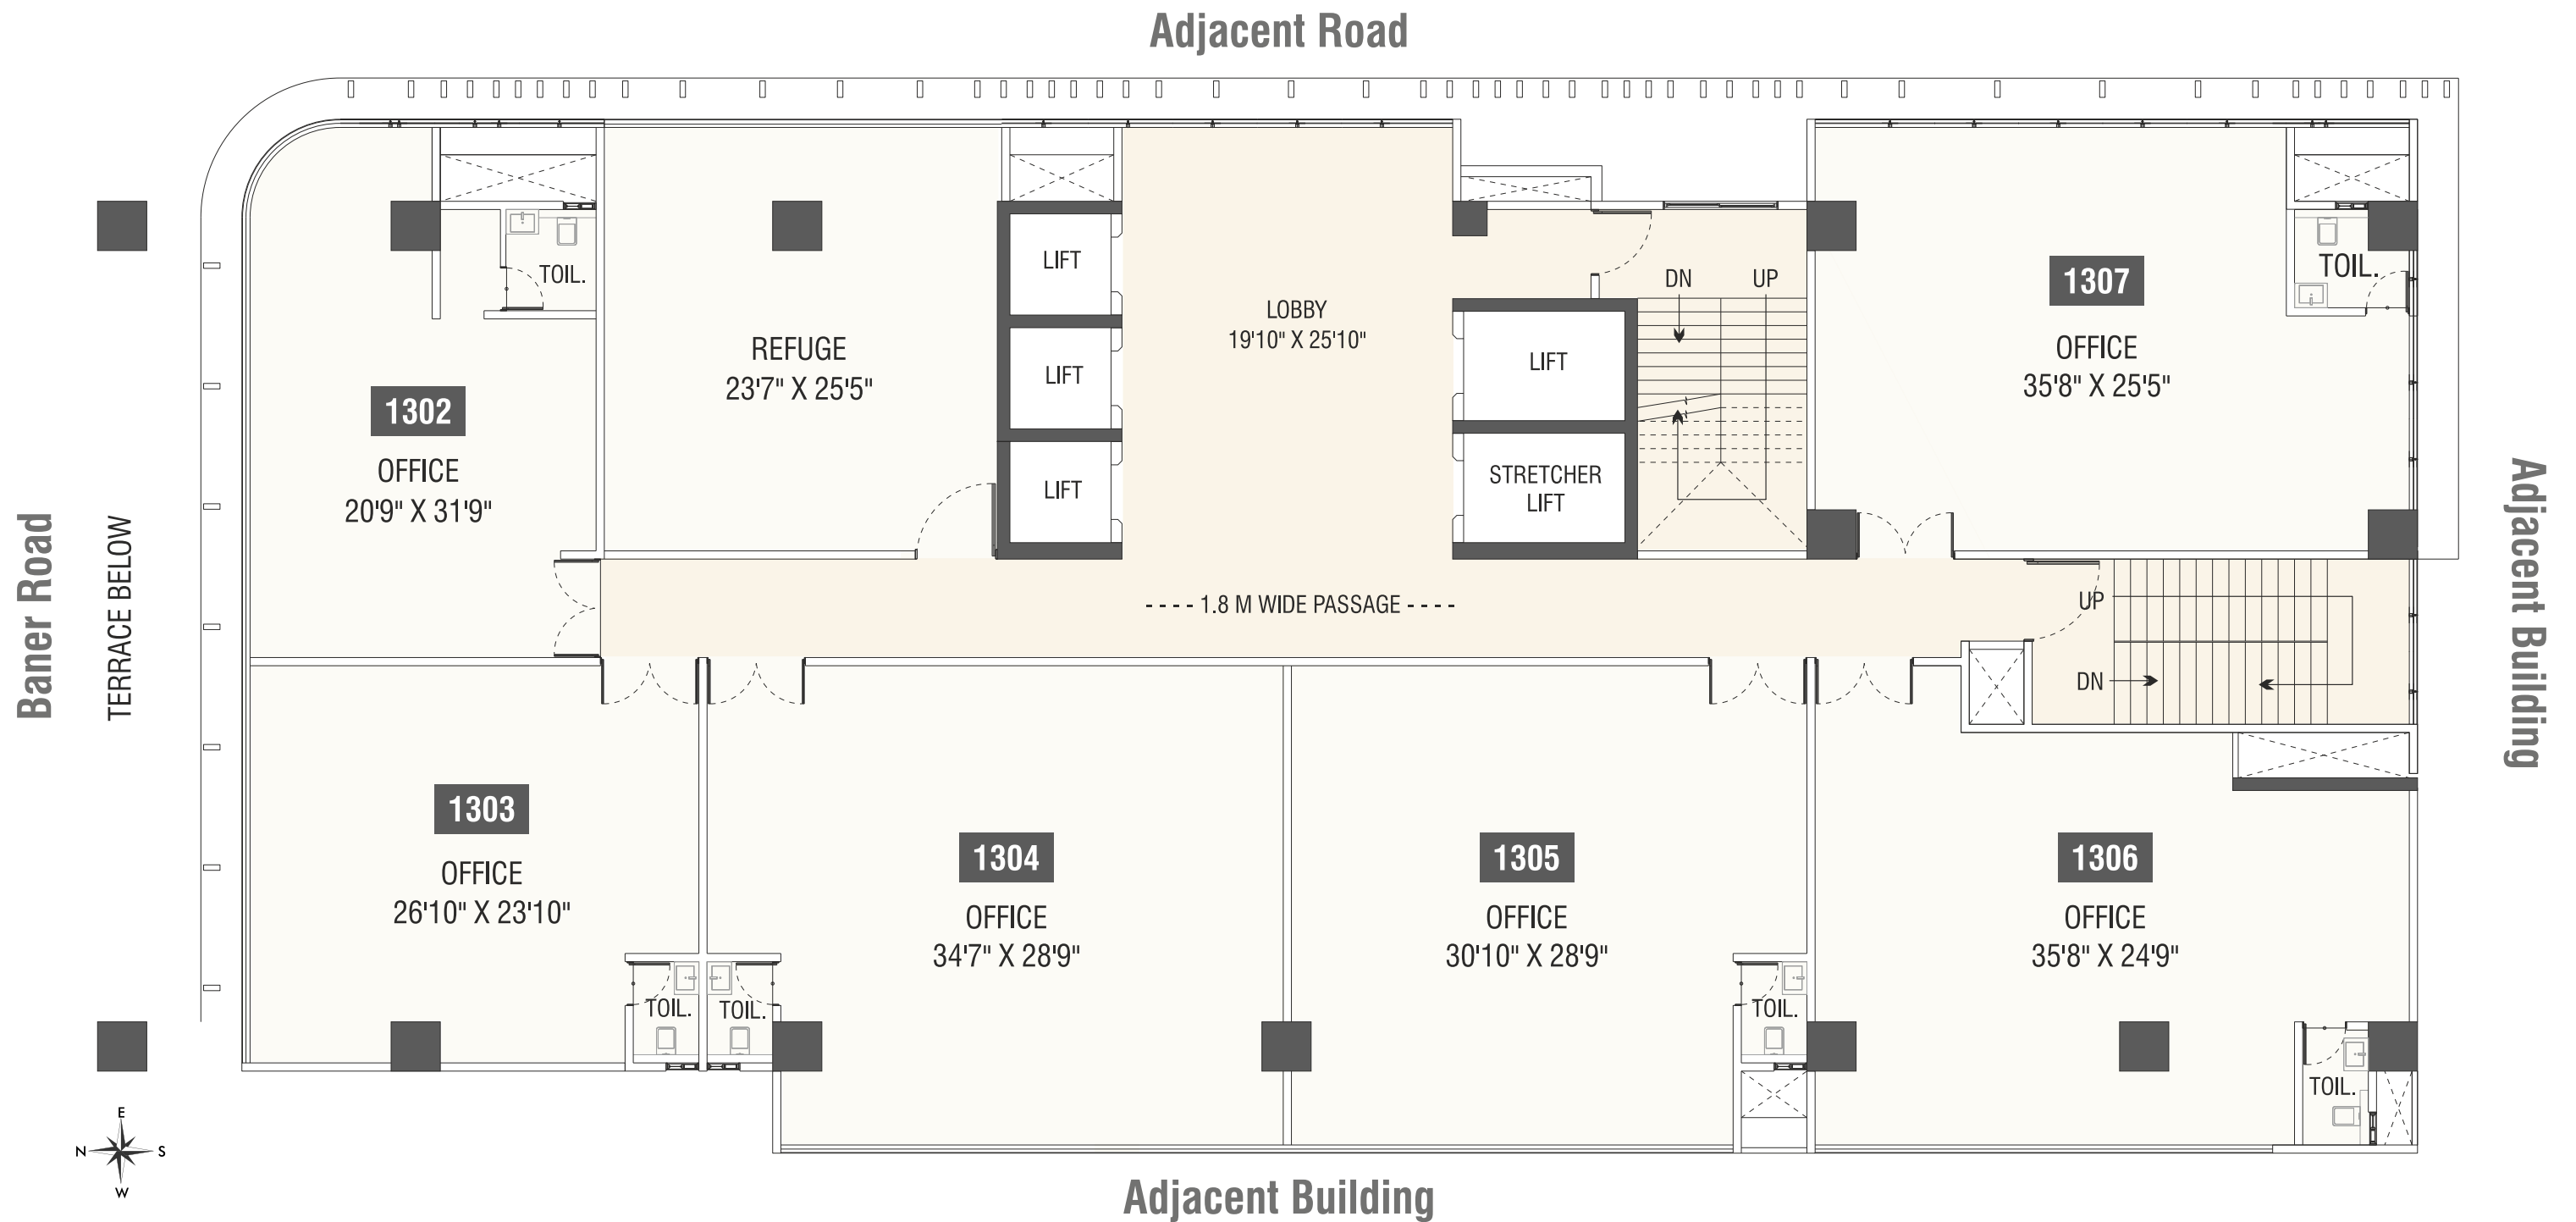 Adjacent Road
TOIL.
LIFT
REFUGE
23'7" X 25'5"
LIFT
LIFT
LOBBY
19'10" X 25'10"
DN
UP
LIFT
STRETCHER
LIFT
1307
OFFICE
35'8" X 25'5"
TOIL.
1302
OFFICE
20'9" X 31'9"
Baner Road
TERRACE BELOW
Adjacent Building
---- 1.8 M WIDE PASSAGE ----
UP
DN
1303
OFFICE
26'10" X 23'10"
TOIL.
TOIL.
1304
OFFICE
34'7" X 28'9"
1305
OFFICE
30'10" X 28'9"
TOIL.
1306
OFFICE
35'8" X 24'9"
TOIL.
E
N
S
W
Adjacent Building